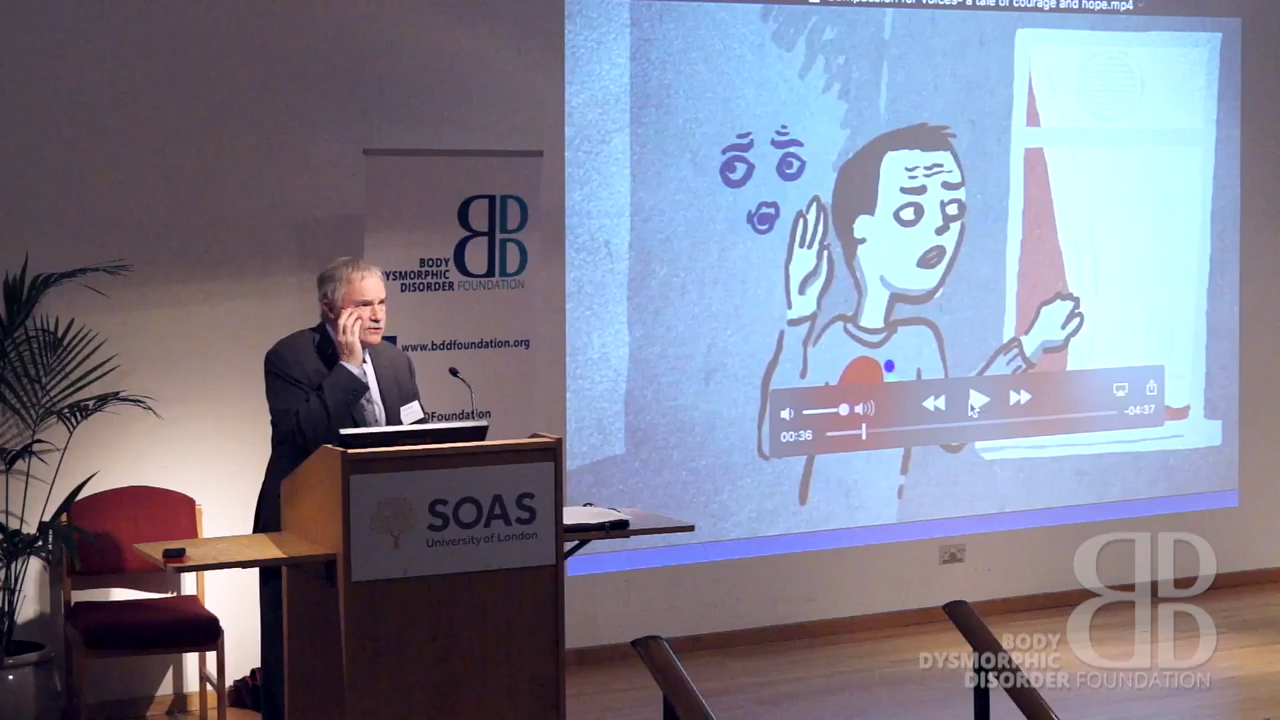 Compassion for Voices- a tale of courage and hope.mp4
BODY
DYSMORPHIC
DISORDER FOUNDATION
www.bddfoundation.org
DFoundation
00:36
-04:37
SOAS
University of London
BDD
BODY
DYSMORPHIC
DISORDER FOUNDATION